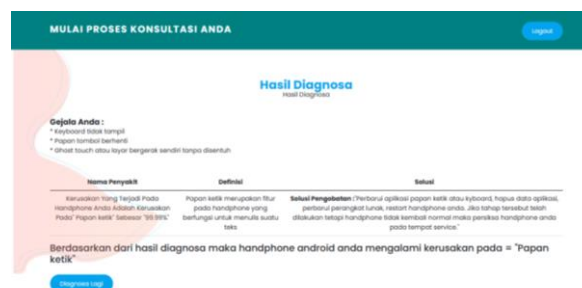 MULAI PROSES KONSULTASI ANDA
Logout
Hasil Diagnosa
Hasil Diagnosa
Gejala Anda :
* Keyboard tidak tampil
* Papan tombol berhenti
* Ghost touch atau layar bergerak sendiri tanpa disentuh
Nama Penyakit
Definisi
Solusi
Kerusakan Yang Terjadi Pada
Handphone Anda Adalah Kerusakan
Pada" Papan ketik" Sebesar
Papan ketik merupakan fitur
pada handphone yang
berfungsi untuk menulis suatu
teks
Solusi Pengobatan :"Perbarui aplikasi papan ketik atau kyboard, hapus data aplikasi,
perbarui perangkat lunak, restart handphone anda. Jika tahap tersebut telah
dilakukan tetapi handphone tidak kembali normal maka persiksa handphone anda
pada tempat service."
Berdasarkan dari hasil diagnosa maka handphone android anda mengalami kerusakan pada = "Papan
ketik"
Diagnosa Lagi